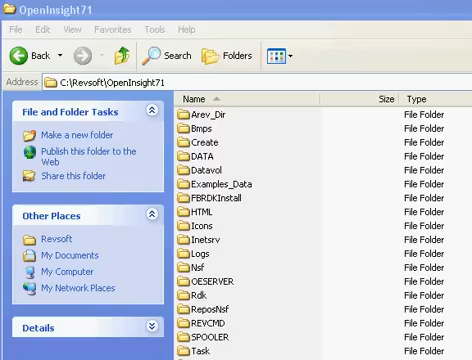 OpenInsight71
File Edit View Favorites Tools Help
Back Search Folders
Address C:\Revsoft\OpenInsight71
File and Folder Tasks
Make a new folder
Publish this folder to the
Web
Share this folder
Other Places
Revsoft
My Documents
My Computer
My Network Places
Details
Name Size Type
Arev_Dir File Folder
Bmps File Folder
Create File Folder
DATA File Folder
Datavol File Folder
Examples_Data File Folder
FBRDKInstall File Folder
HTML File Folder
Icons File Folder
Inetsrv File Folder
Logs File Folder
Nsf File Folder
OESERVER File Folder
Rdk File Folder
ReposNsf File Folder
REVCMD File Folder
SPOOLER File Folder
Task File Folder